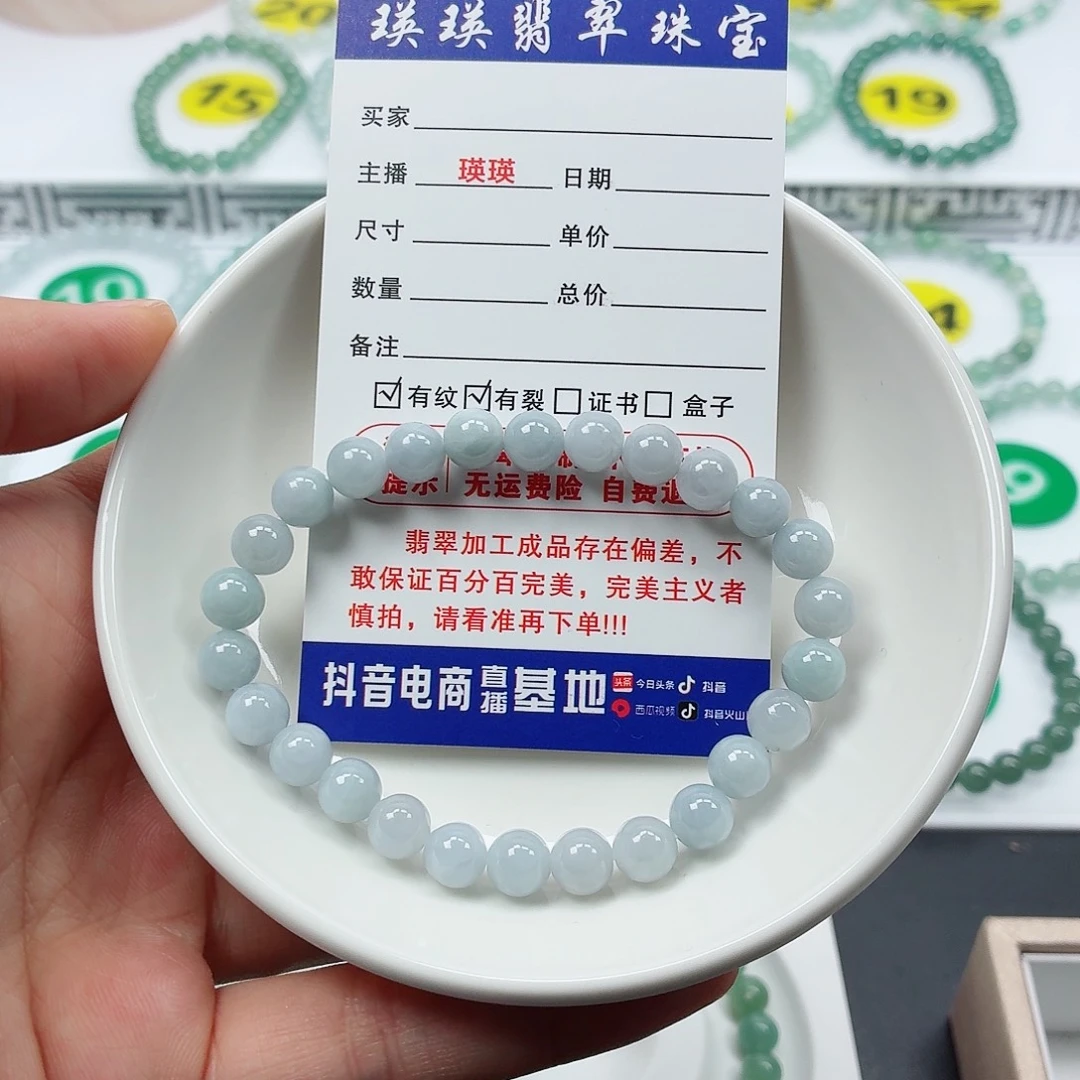 瑛瑛翡翠珠宝
买家
主播 瑛瑛 日期
尺寸 单价
数量 总价
备注
有纹 有裂 证书 盒子
提示 无运费险 自费退
翡翠加工成品存在偏差，不
敢保证百分百完美，完美主义者
慎拍，请看准再下单!!!
抖音电商直播基地
头条 今日头条 抖音
西瓜视频 抖音火山
15
19